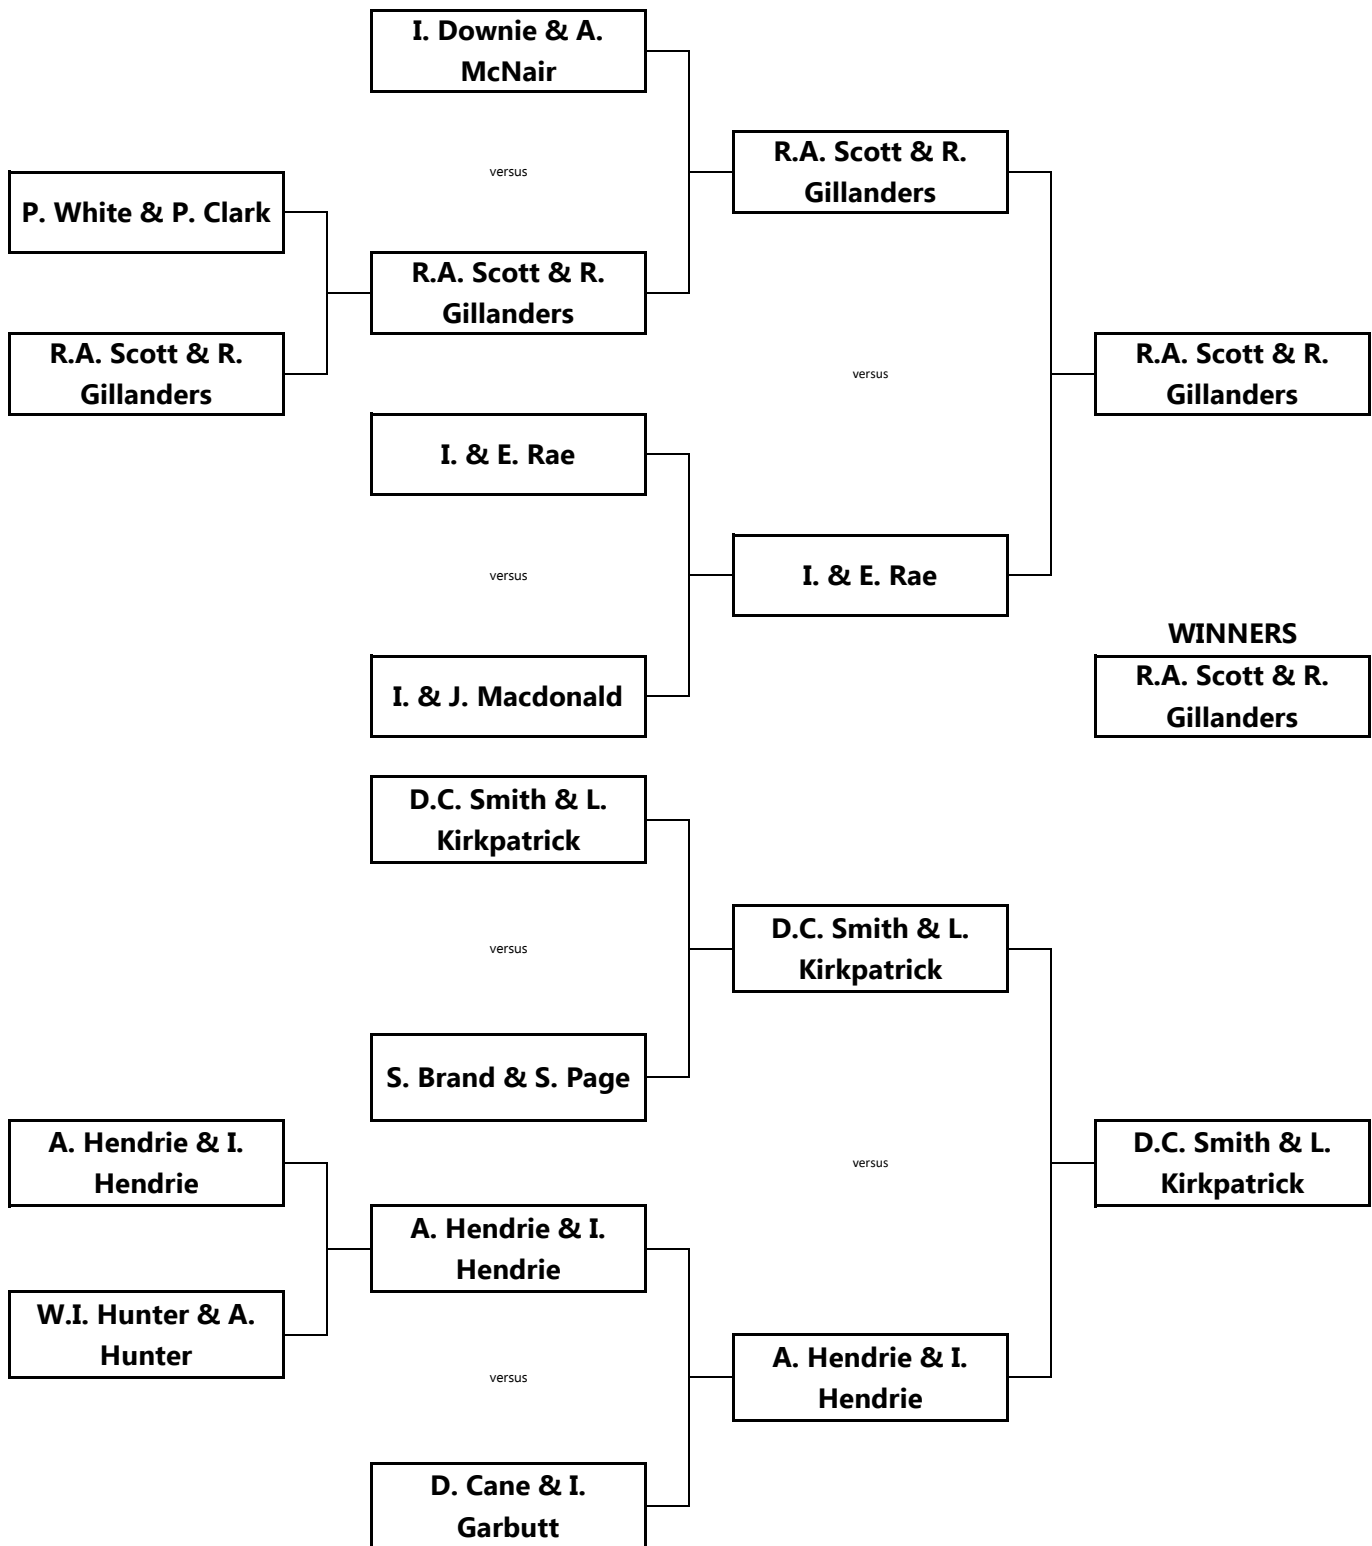 I. Downie & A.
McNair
versus
P. White & P. Clark
R.A. Scott & R.
Gillanders
R.A. Scott & R.
Gillanders
R.A. Scott & R.
Gillanders
versus
R.A. Scott & R.
Gillanders
I. & E. Rae
versus
I. & E. Rae
I. & J. Macdonald
WINNERS
R.A. Scott & R.
Gillanders
D.C. Smith & L.
Kirkpatrick
versus
D.C. Smith & L.
Kirkpatrick
S. Brand & S. Page
A. Hendrie & I.
Hendrie
versus
D.C. Smith & L.
Kirkpatrick
A. Hendrie & I.
Hendrie
W.I. Hunter & A.
Hunter
versus
A. Hendrie & I.
Hendrie
D. Cane & I.
Garbutt